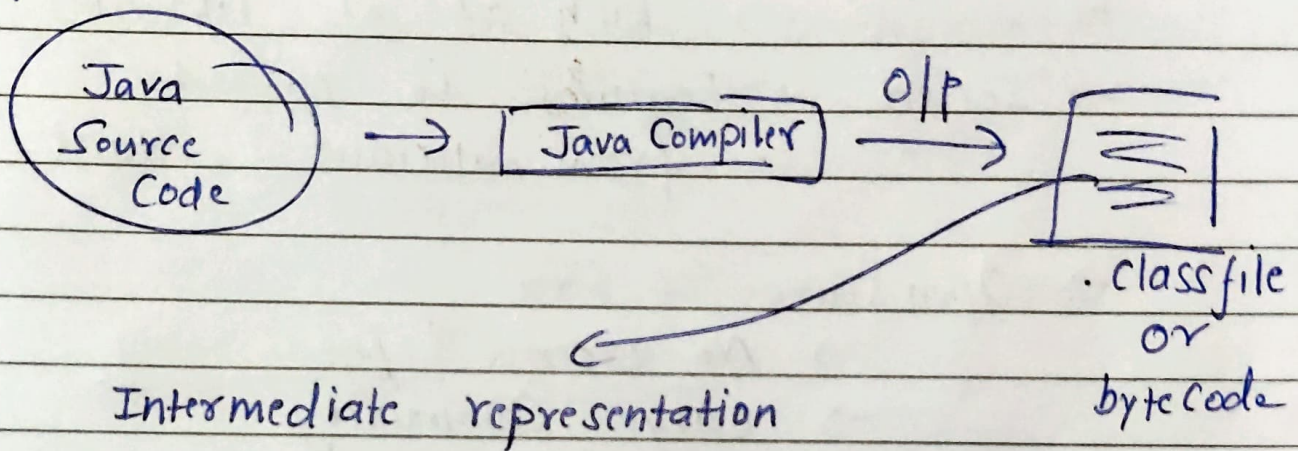 Java
Source
Code
Java Compiler
O/P
.classfile
or
bytecode
Intermediate representation